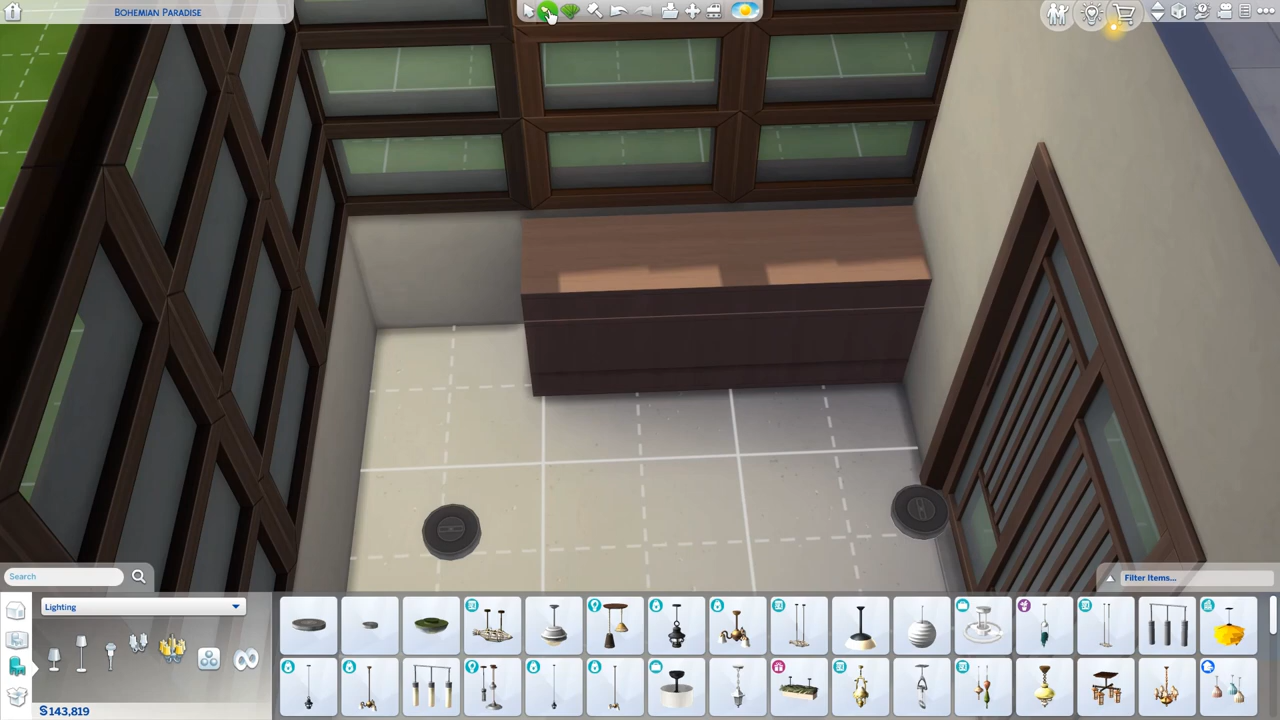 BOHEMIAN PARADISE
Search
Filter Items...
Lighting
§143,819